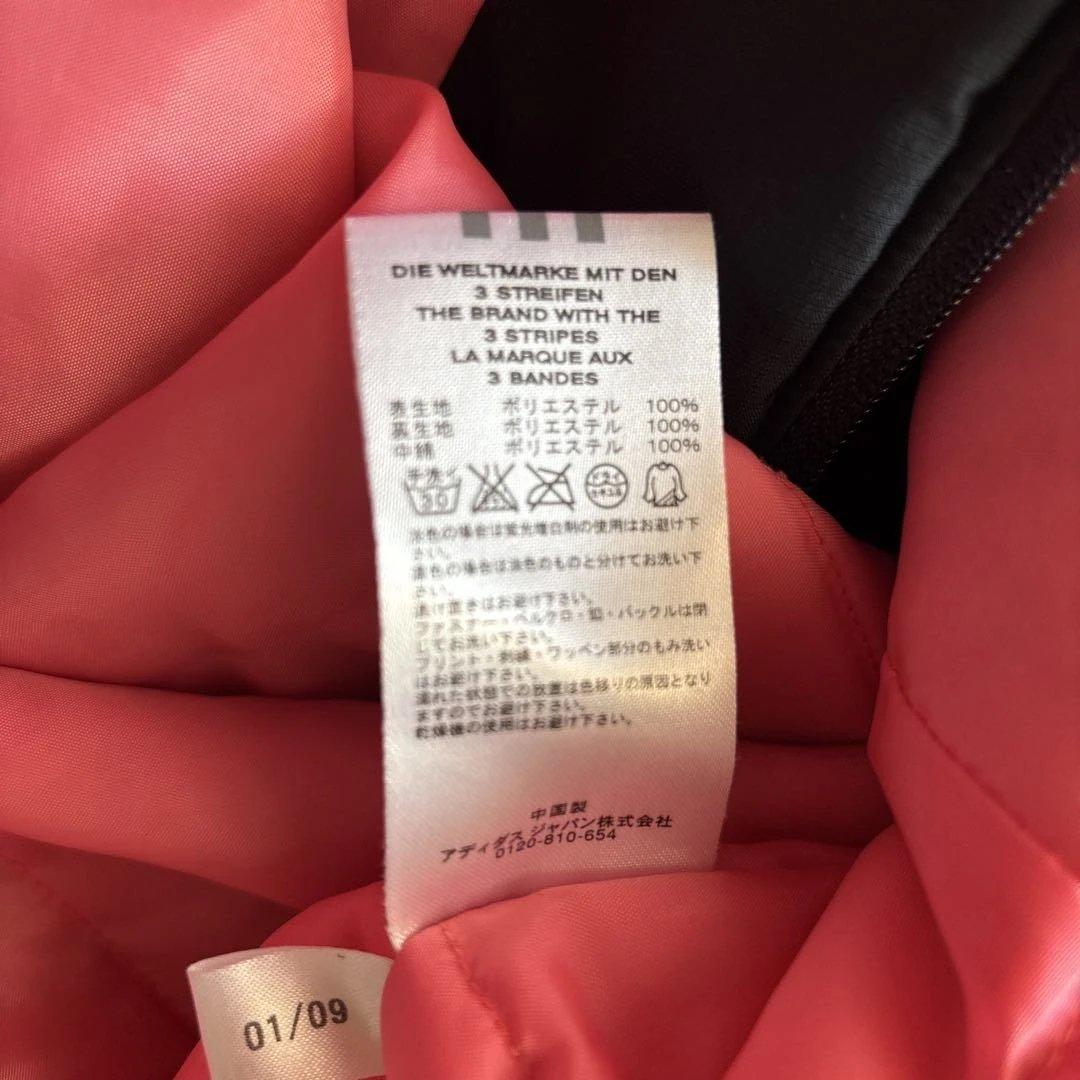 DIE WELTMARKE MIT DEN
3 STREIFEN
THE BRAND WITH THE
3 STRIPES
LA MARQUE AUX
3 BANDES
表生地 ポリエステル 100%
裏生地 ポリエステル 100%
中綿 ポリエステル 100%
手洗イ
30
ドライ
セキユ系
淡色の場合は蛍光増白剤の使用はお避け下
さい。
濃色の場合は淡色のものと分けてお洗い下
さい。
漬け置きはお避け下さい。
ファスナー・ベルクロ・釦・バックルは閉
じてお洗い下さい。
プリント・刺繍・ワッペン部分のもみ洗い
はお避け下さい。
濡れた状態での放置は色移りの原因となり
ますのでお避け下さい。
乾燥機の使用はお避け下さい。
中国製
アディダス ジャパン株式会社
0120-810-654
01/09